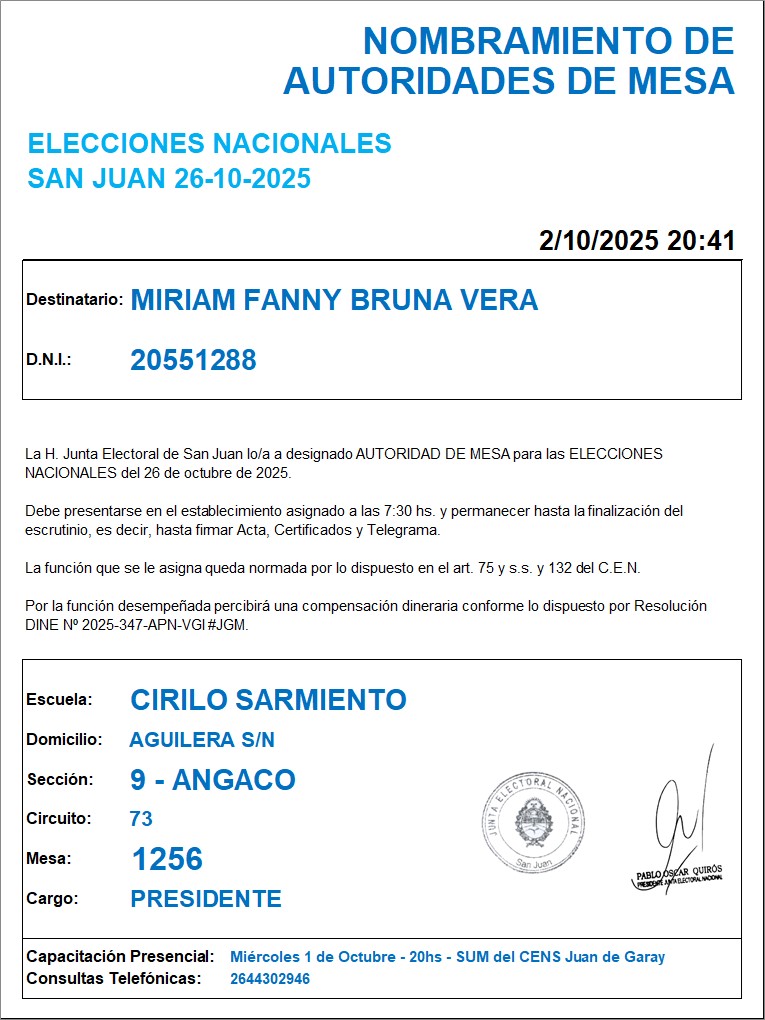 NOMBRAMIENTO DE
AUTORIDADES DE MESA
ELECCIONES NACIONALES
SAN JUAN 26-10-2025
2/10/2025 20:41
Destinatario: MIRIAM FANNY BRUNA VERA
D.N.I.: 20551288
La H. Junta Electoral de San Juan lo/a a designado AUTORIDAD DE MESA para las ELECCIONES
NACIONALES del 26 de octubre de 2025.
Debe presentarse en el establecimiento asignado a las 7:30 hs. y permanecer hasta la finalización del
escrutinio, es decir, hasta firmar Acta, Certificados y Telegrama.
La función que se le asigna queda normada por lo dispuesto en el art. 75 y s.s. y 132 del C.E.N.
Por la función desempeñada percibirá una compensación dineraria conforme lo dispuesto por Resolución
DINE Nº 2025-347-APN-VGI#JGM.
Escuela: CIRILO SARMIENTO
Domicilio: AGUILERA S/N
Sección: 9 - ANGACO
Circuito: 73
Mesa: 1256
Cargo: PRESIDENTE
JUNTA ELECTORAL NACIONAL
San Juan
PABLO OSCAR QUIRÓS
PRESIDENTE JUNTA ELECTORAL NACIONAL
Capacitación Presencial: Miércoles 1 de Octubre - 20hs - SUM del CENS Juan de Garay
Consultas Telefónicas: 2644302946